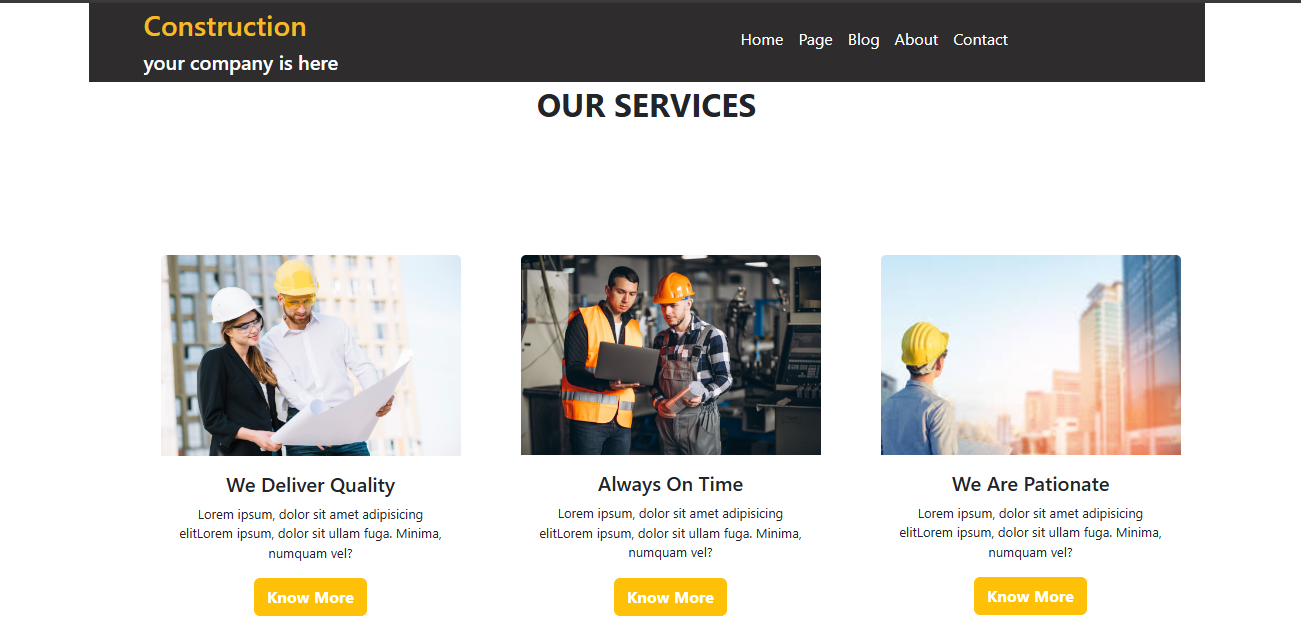 Construction
your company is here
Home Page Blog About Contact
OUR SERVICES
We Deliver Quality
Lorem ipsum, dolor sit amet adipisicing
elitLorem ipsum, dolor sit ullam fuga. Minima,
numquam vel?
Know More
Always On Time
Lorem ipsum, dolor sit amet adipisicing
elitLorem ipsum, dolor sit ullam fuga. Minima,
numquam vel?
Know More
We Are Pationate
Lorem ipsum, dolor sit amet adipisicing
elitLorem ipsum, dolor sit ullam fuga. Minima,
numquam vel?
Know More